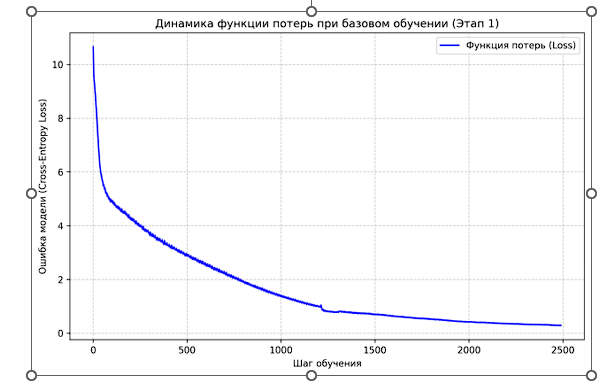 Динамика функции потерь при базовом обучении (Этап 1)
Функция потерь (Loss)
Ошибка модели (Cross-Entropy Loss)
10
8
6
4
2
0
0 500 1000 1500 2000 2500
Шаг обучения